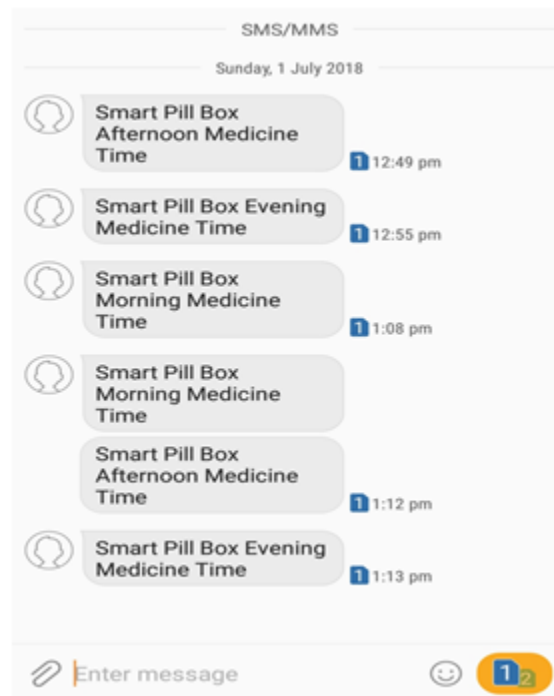 SMS/MMS
Sunday, 1 July 2018
Smart Pill Box
Afternoon Medicine
Time
1 12:49 pm
Smart Pill Box Evening
Medicine Time
1 12:55 pm
Smart Pill Box
Morning Medicine
Time
1 1:08 pm
Smart Pill Box
Morning Medicine
Time
Smart Pill Box
Afternoon Medicine
Time
1 1:12 pm
Smart Pill Box Evening
Medicine Time
1 1:13 pm
Enter message
1 2